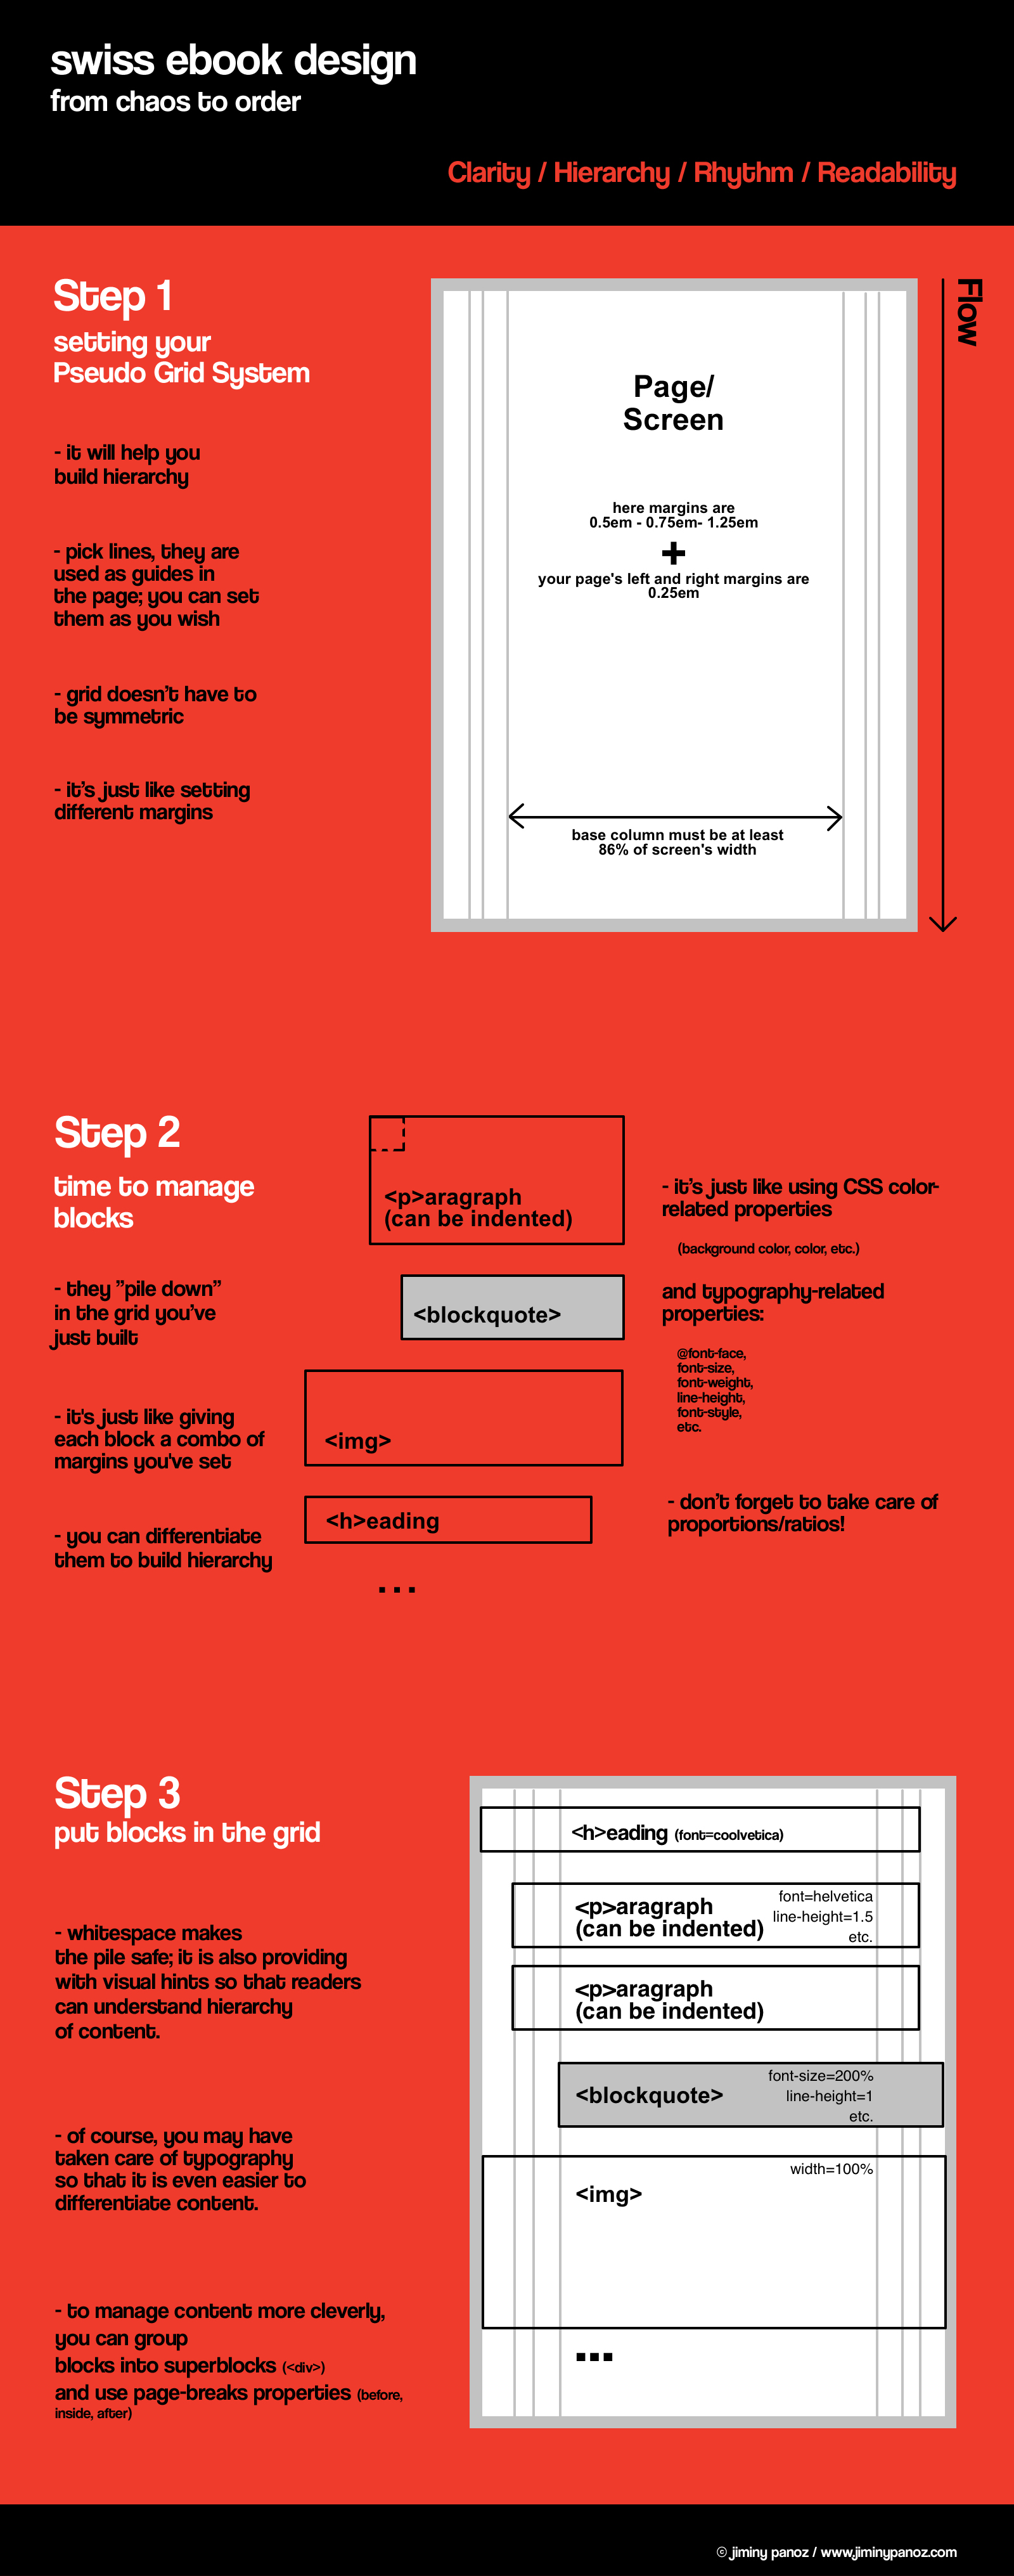 swiss ebook design
from chaos to order
Clarity / Hierarchy / Rhythm / Readability
Step 1
setting your
Pseudo Grid System
- it will help you
build hierarchy
- pick lines, they are
used as guides in
the page; you can set
them as you wish
- grid doesn't have to
be symmetric
- it's just like setting
different margins
Flow
Page/
Screen
here margins are
0.5em - 0.75em- 1.25em
+
your page's left and right margins are
0.25em
base column must be at least
86% of screen's width
Step 2
time to manage
blocks
- they ”pile down”
in the grid you've
just built
- it's just like giving
each block a combo of
margins you've set
- you can differentiate
them to build hierarchy
<p>aragraph
(can be indented)
<blockquote>
<img>
<h>eading
...
- it's just like using CSS color-
related properties
(background color, color, etc.)
and typography-related
properties:
@font-face,
font-size,
font-weight,
line-height,
font-style,
etc.
- don't forget to take care of
proportions/ratios!
Step 3
put blocks in the grid
- whitespace makes
the pile safe; it is also providing
with visual hints so that readers
can understand hierarchy
of content.
- of course, you may have
taken care of typography
so that it is even easier to
differentiate content.
- to manage content more cleverly,
you can group
blocks into superblocks (<div>)
and use page-breaks properties (before,
inside, after)
<h>eading (font=coolvetica)
<p>aragraph
(can be indented)
font=helvetica
line-height=1.5
etc.
<p>aragraph
(can be indented)
<blockquote>
font-size=200%
line-height=1
etc.
width=100%
<img>
...
© jiminy panoz / www.jiminypanoz.com